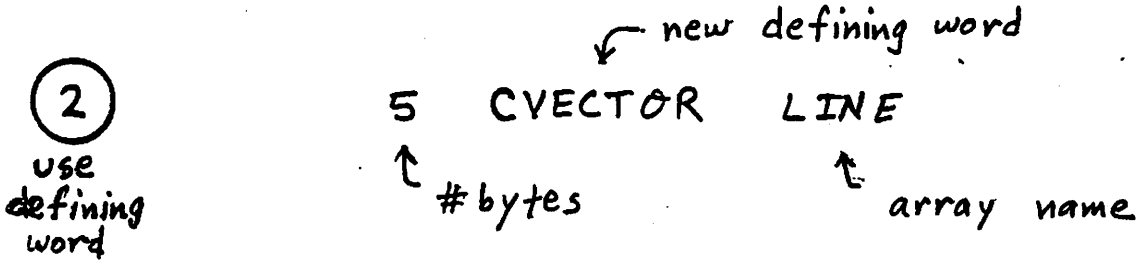 new defining word
2
5 CVECTOR LINE
use
defining
word
#bytes
array name